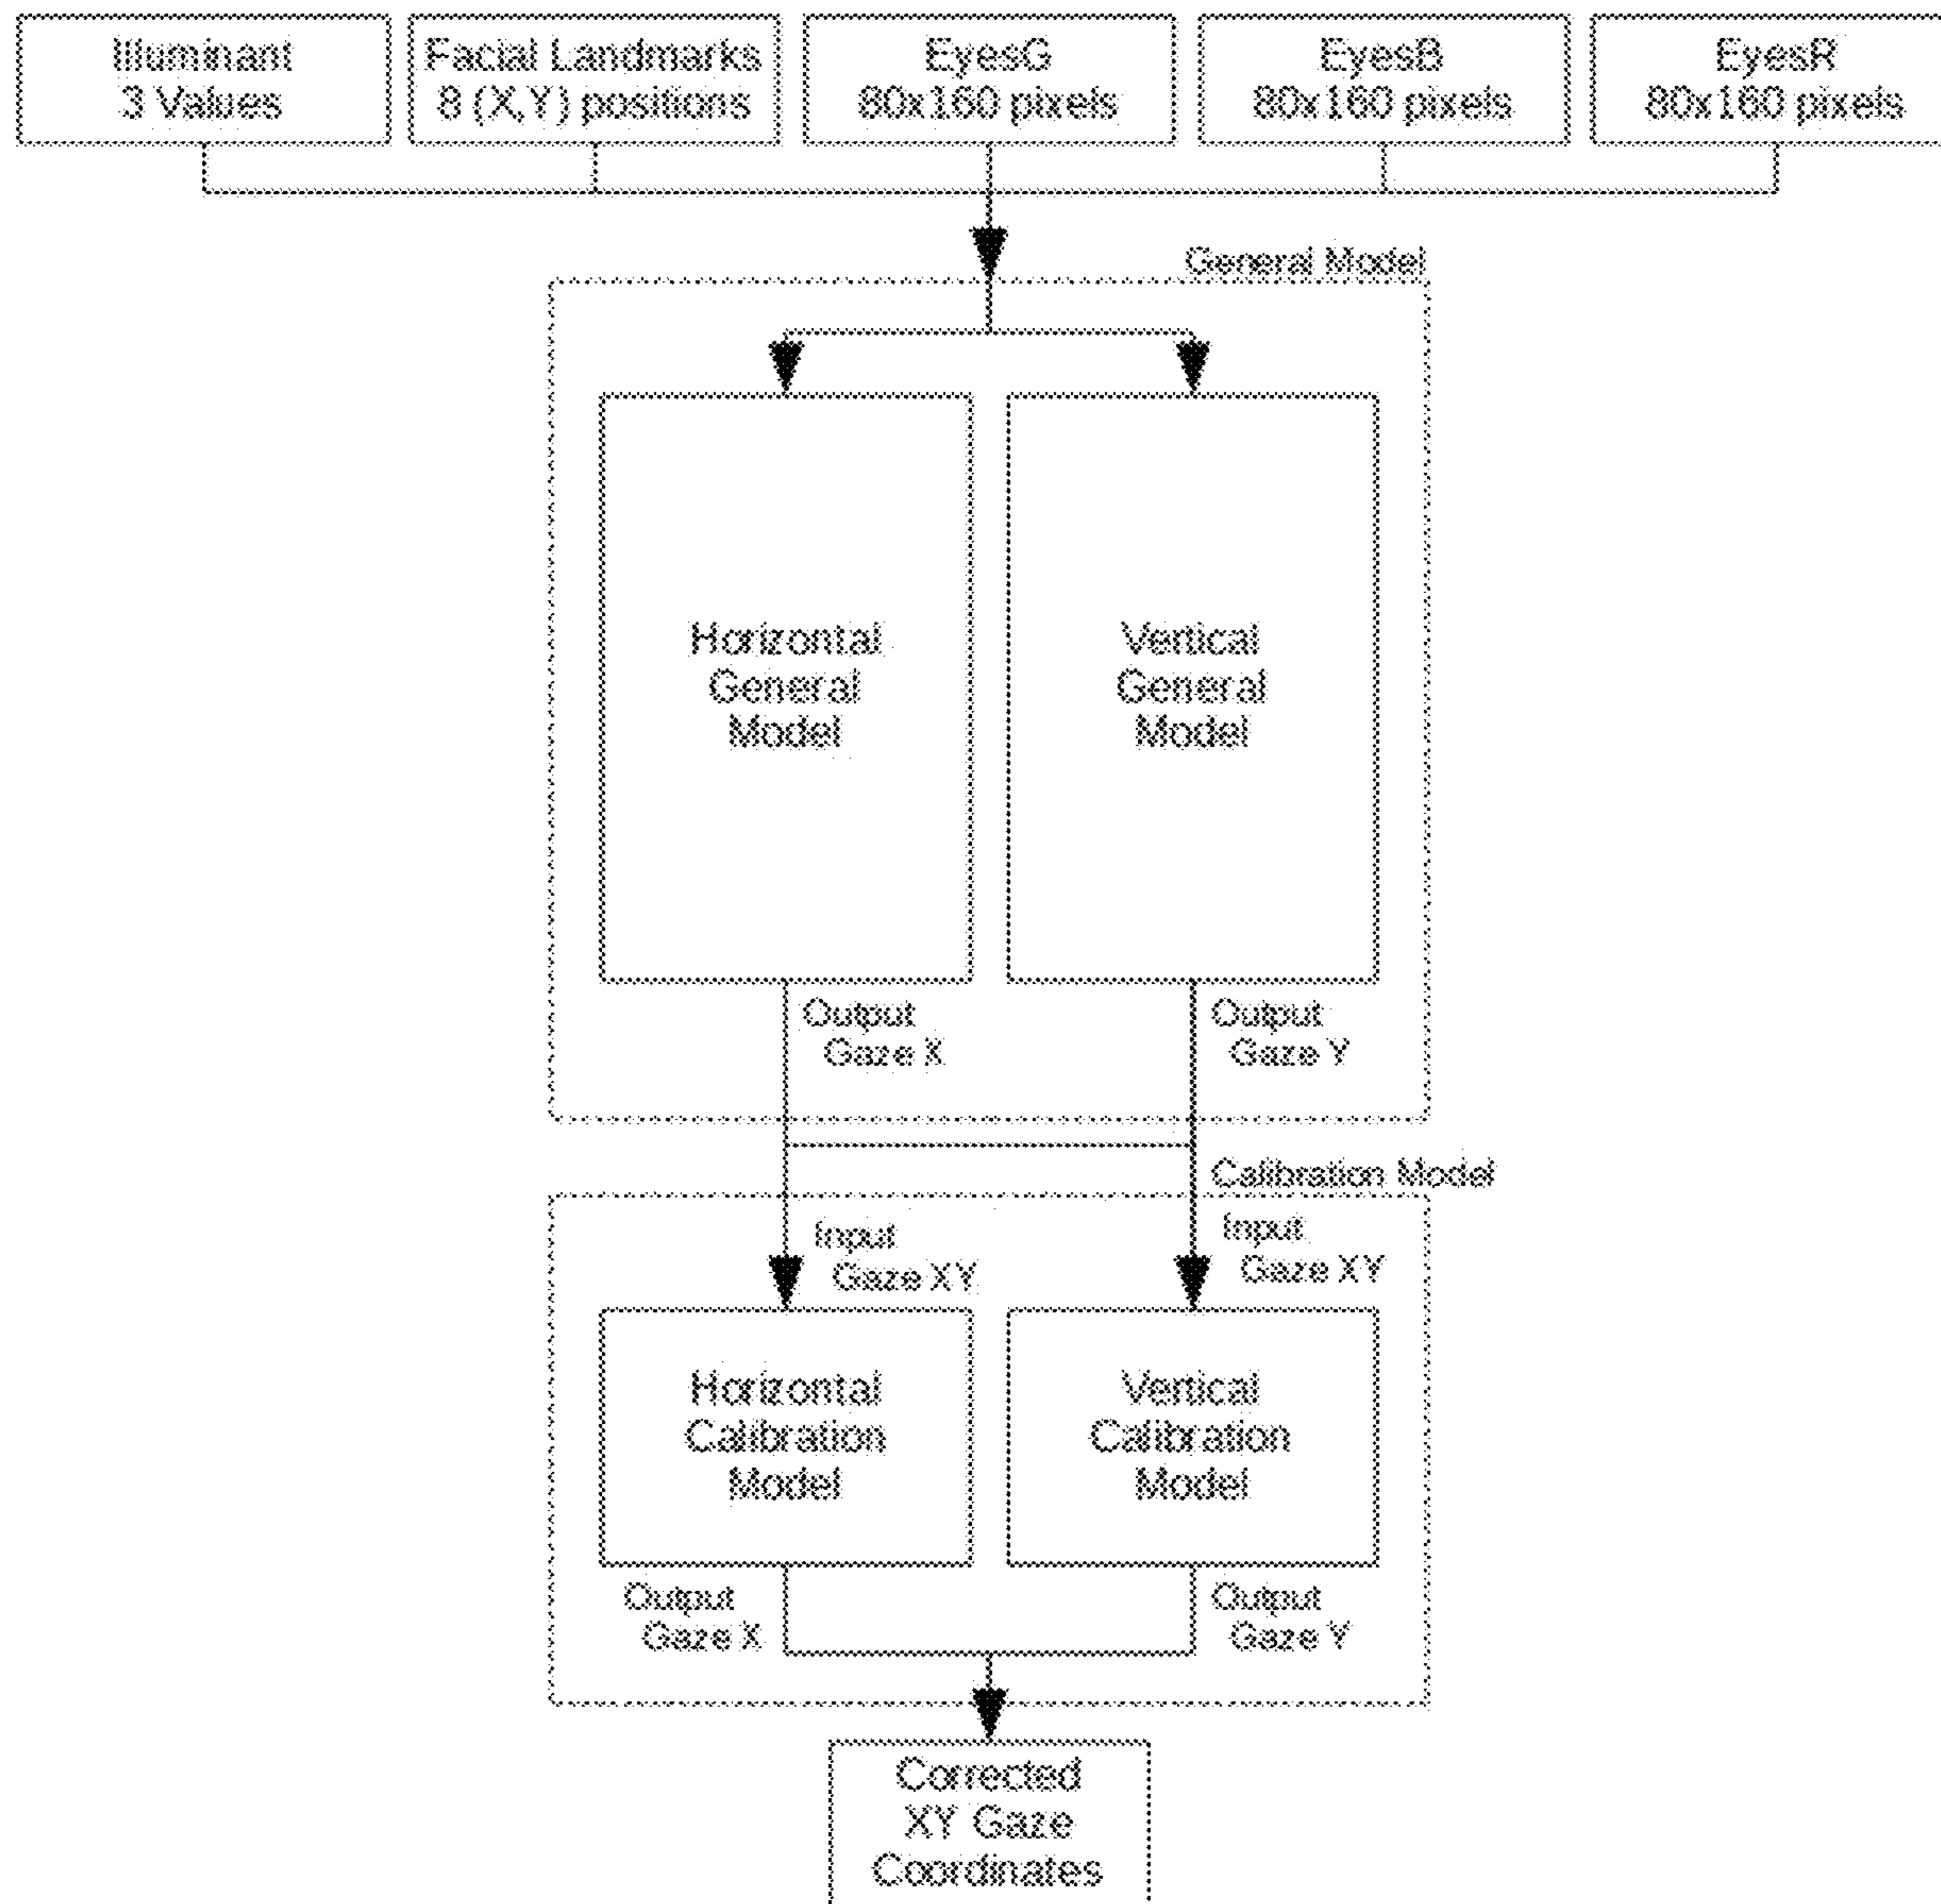 Illuminant
3 Values
Facial Landmarks
8 (X,Y) positions
EyesG
80x160 pixels
EyesB
80x160 pixels
EyesR
80x160 pixels
General Model
Horizontal
General
Model
Vertical
General
Model
Output
Gaze X
Output
Gaze Y
Calibration Model
Input
Gaze XY
Input
Gaze XY
Horizontal
Calibration
Model
Vertical
Calibration
Model
Output
Gaze X
Output
Gaze Y
Corrected
XY Gaze
Coordinates